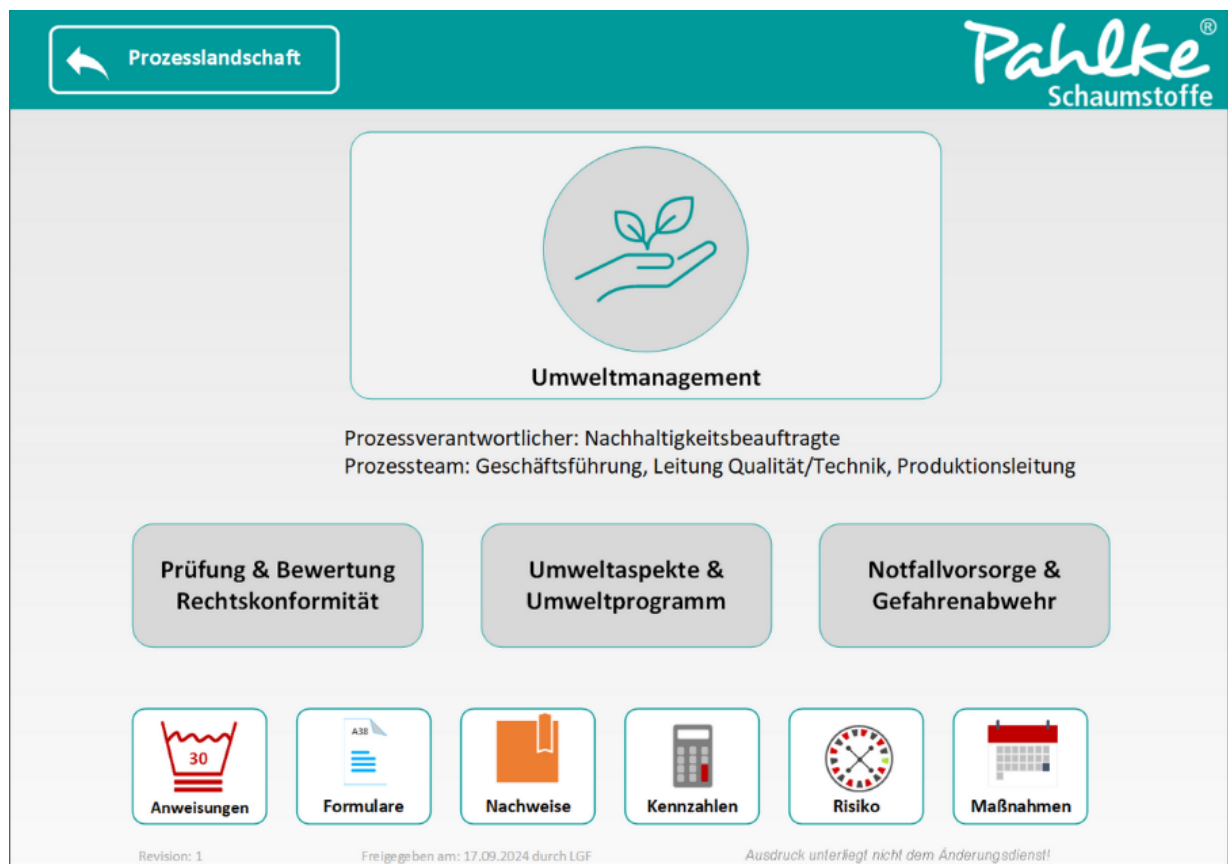 Prozesslandschaft
Pahlke®
Schaumstoffe
Umweltmanagement
Prozessverantwortlicher: Nachhaltigkeitsbeauftragte
Prozessteam: Geschäftsführung, Leitung Qualität/Technik, Produktionsleitung
Prüfung & Bewertung
Rechtskonformität
Umweltaspekte &
Umweltprogramm
Notfallvorsorge &
Gefahrenabwehr
30
Anweisungen
A38
Formulare
Nachweise
Kennzahlen
Risiko
Maßnahmen
Revision: 1
Freigegeben am: 17.09.2024 durch LGF
Ausdruck unterliegt nicht dem Änderungsdienst!